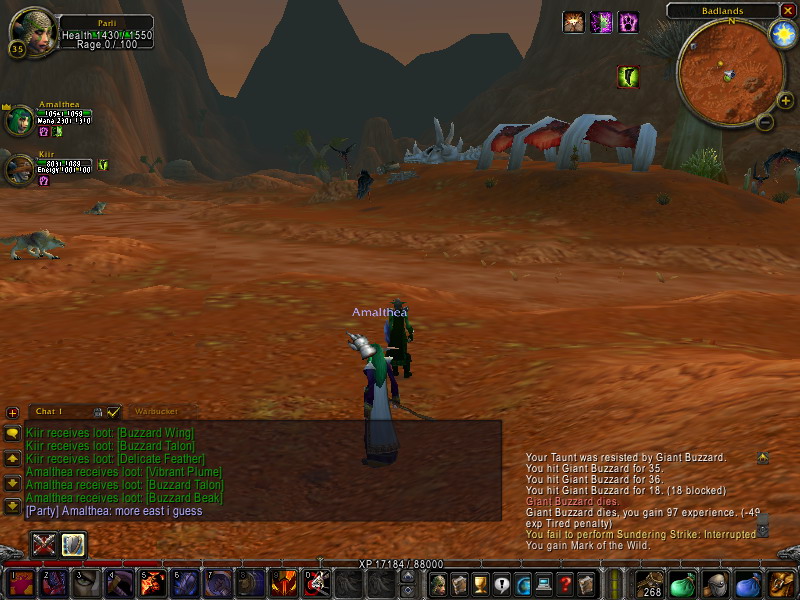 Parli
Health 1430 / 1550
Rage 0 / 100
35
Badlands
N
Amalthea
Kiir
Amalthea
Chat 1
Warbucker
Kiir receives loot: [Buzzard Wing]
Kiir receives loot: [Buzzard Talon]
Kiir receives loot: [Delicate Feather]
Amalthea receives loot: [Vibrant Plume]
Amalthea receives loot: [Buzzard Talon]
Amalthea receives loot: [Buzzard Beak]
[Party] Amalthea: more east i guess
Your Taunt was resisted by Giant Buzzard.
You hit Giant Buzzard for 35.
You hit Giant Buzzard for 36.
You hit Giant Buzzard for 18. (18 blocked)
Giant Buzzard dies.
Giant Buzzard dies, you gain 97 experience. (-49
exp Tired penalty)
You fail to perform Sundering Strike: Interrupted
You gain Mark of the Wild.
XP 17184 / 88000
268